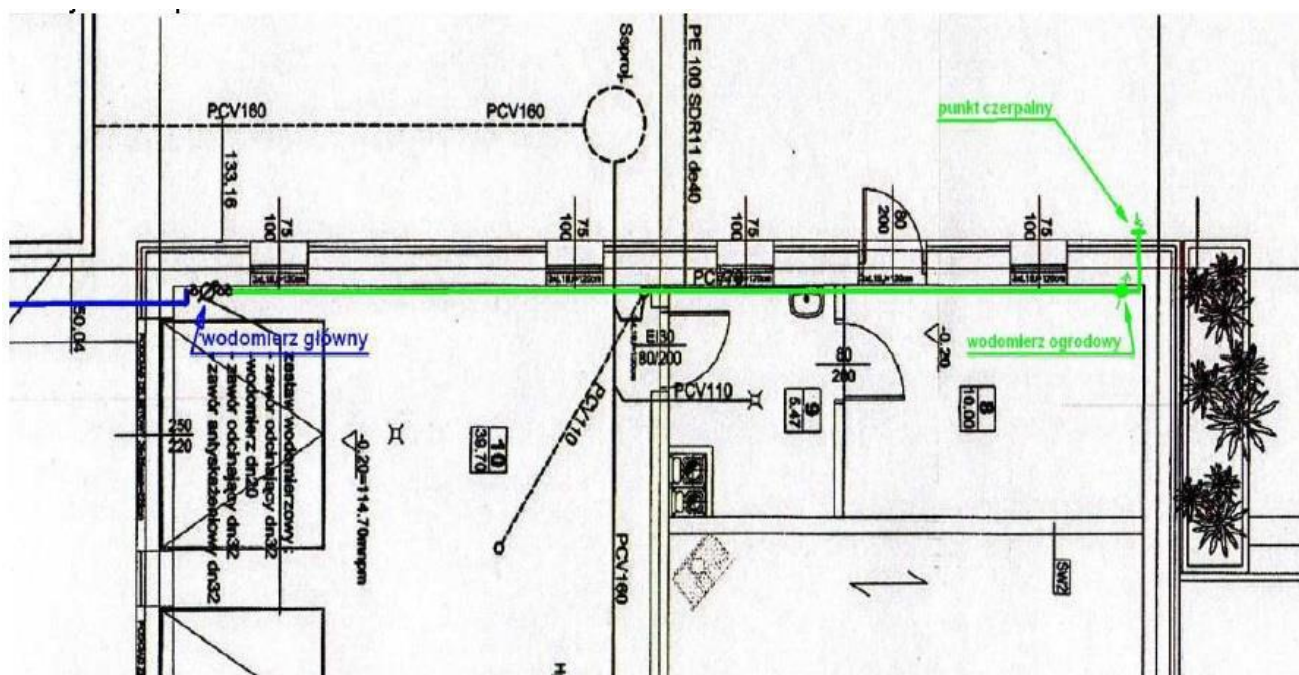 PCV160
PCV160
Ssproj.
PE 100 SDR11 de40
133,16
punkt czerpalny
75
100
75
100
75
100
80
200
75
100
wodomierz główny
wodomierz ogrodowy
50,04
zestaw wodomierzowy:
zawór odcinający dn32
wodomierz dn20
zawór odcinający dn32
zawór antyskażeniowy dn32
250
220
-0,20=114.70mnpm
10
39.70
PCV110
EI30
80/200
PCV110
80
200
9
5.47
-0.20
8
10.00
PCV160
SW2
H